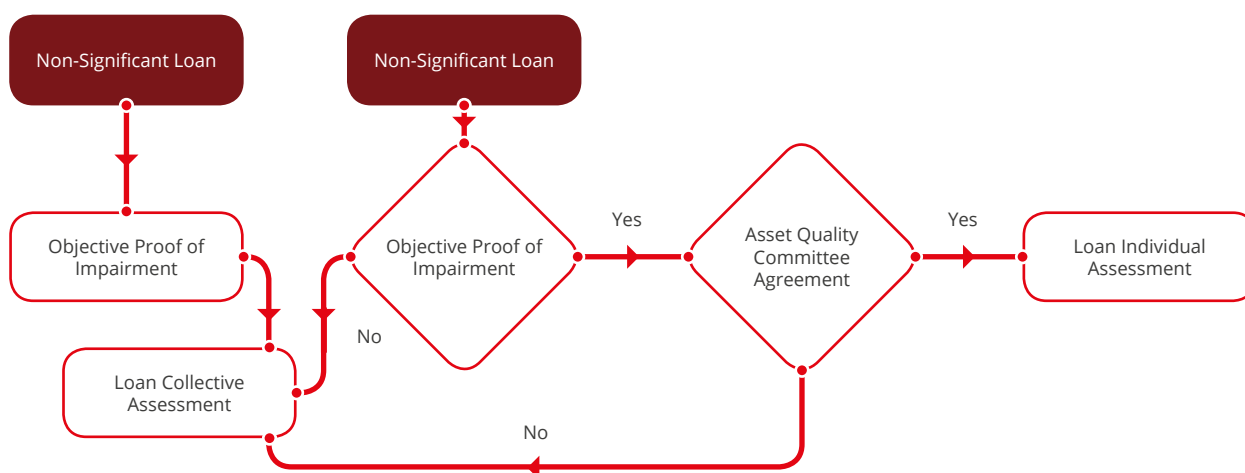 Non-Significant Loan
Non-Significant Loan
Objective Proof of
Impairment
Objective Proof of
Impairment
Yes
Asset Quality
Committee
Agreement
Yes
Loan Individual
Assessment
No
Loan Collective
Assessment
No